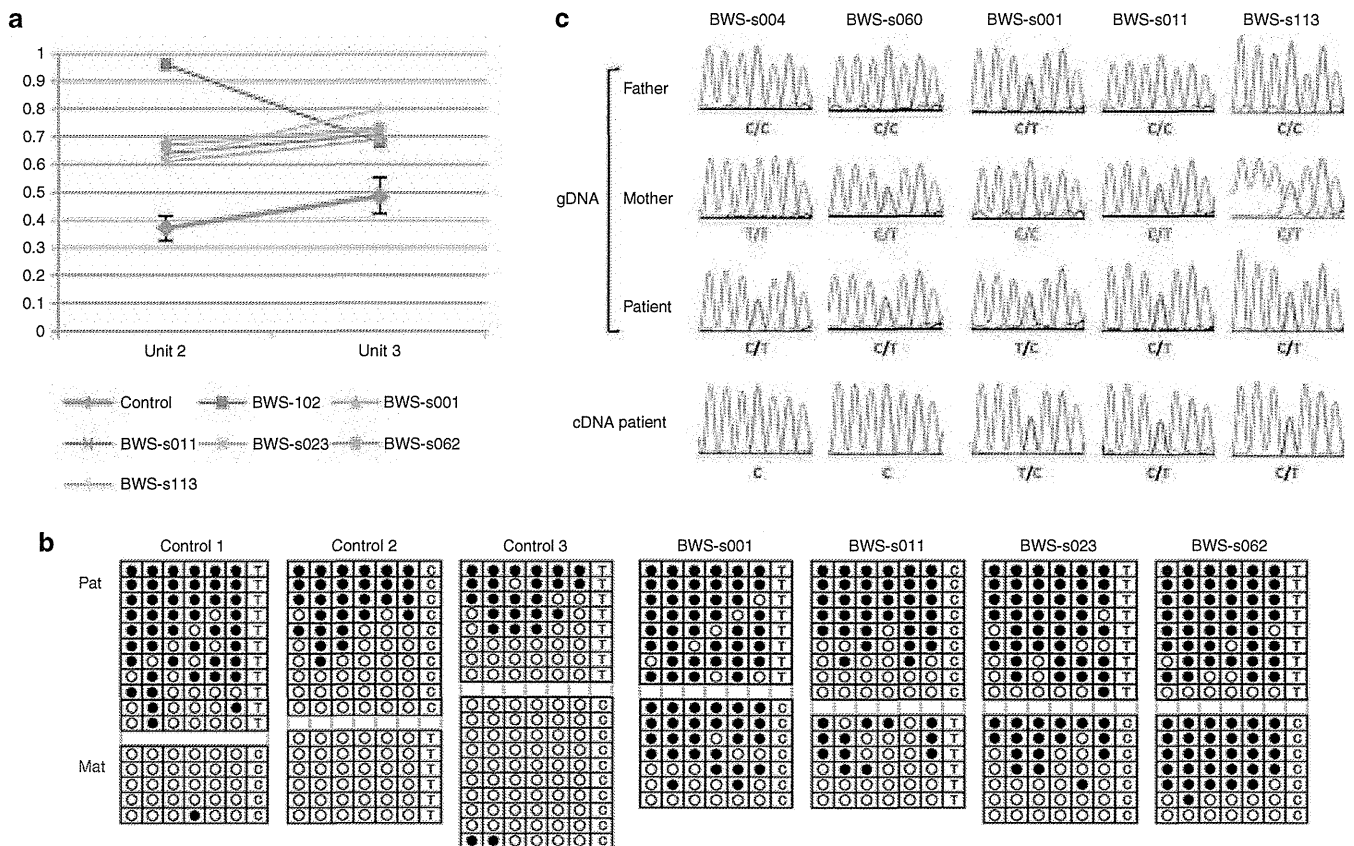 a
1
0.9
0.8
0.7
0.6
0.5
0.4
0.3
0.2
0.1
0
Unit 2
Unit 3
Control
BWS-102
BWS-s001
BWS-s011
BWS-s023
BWS-s062
BWS-s113
c
BWS-s004 BWS-s060 BWS-s001 BWS-s011 BWS-s113
gDNA
Father
C/C C/C C/T C/C C/C
Mother
T/T C/T C/C C/T C/T
Patient
C/T C/T T/C C/T C/T
cDNA patient
C C T/C C/T C/T
b
Control 1 Control 2 Control 3 BWS-s001 BWS-s011 BWS-s023 BWS-s062
Pat
T T T T T T T T T T T
C C C C C C C C C C
T T T T T T T T
T T T T T T T T
C C C C C C C C C
T T T T T T T T T
T T T T T T T T T
Mat
C C C C C
T T T T T T
C C C C C C C C C C
C C C C C C C
T T T T T T
C C C C C C C
C C C C C C C